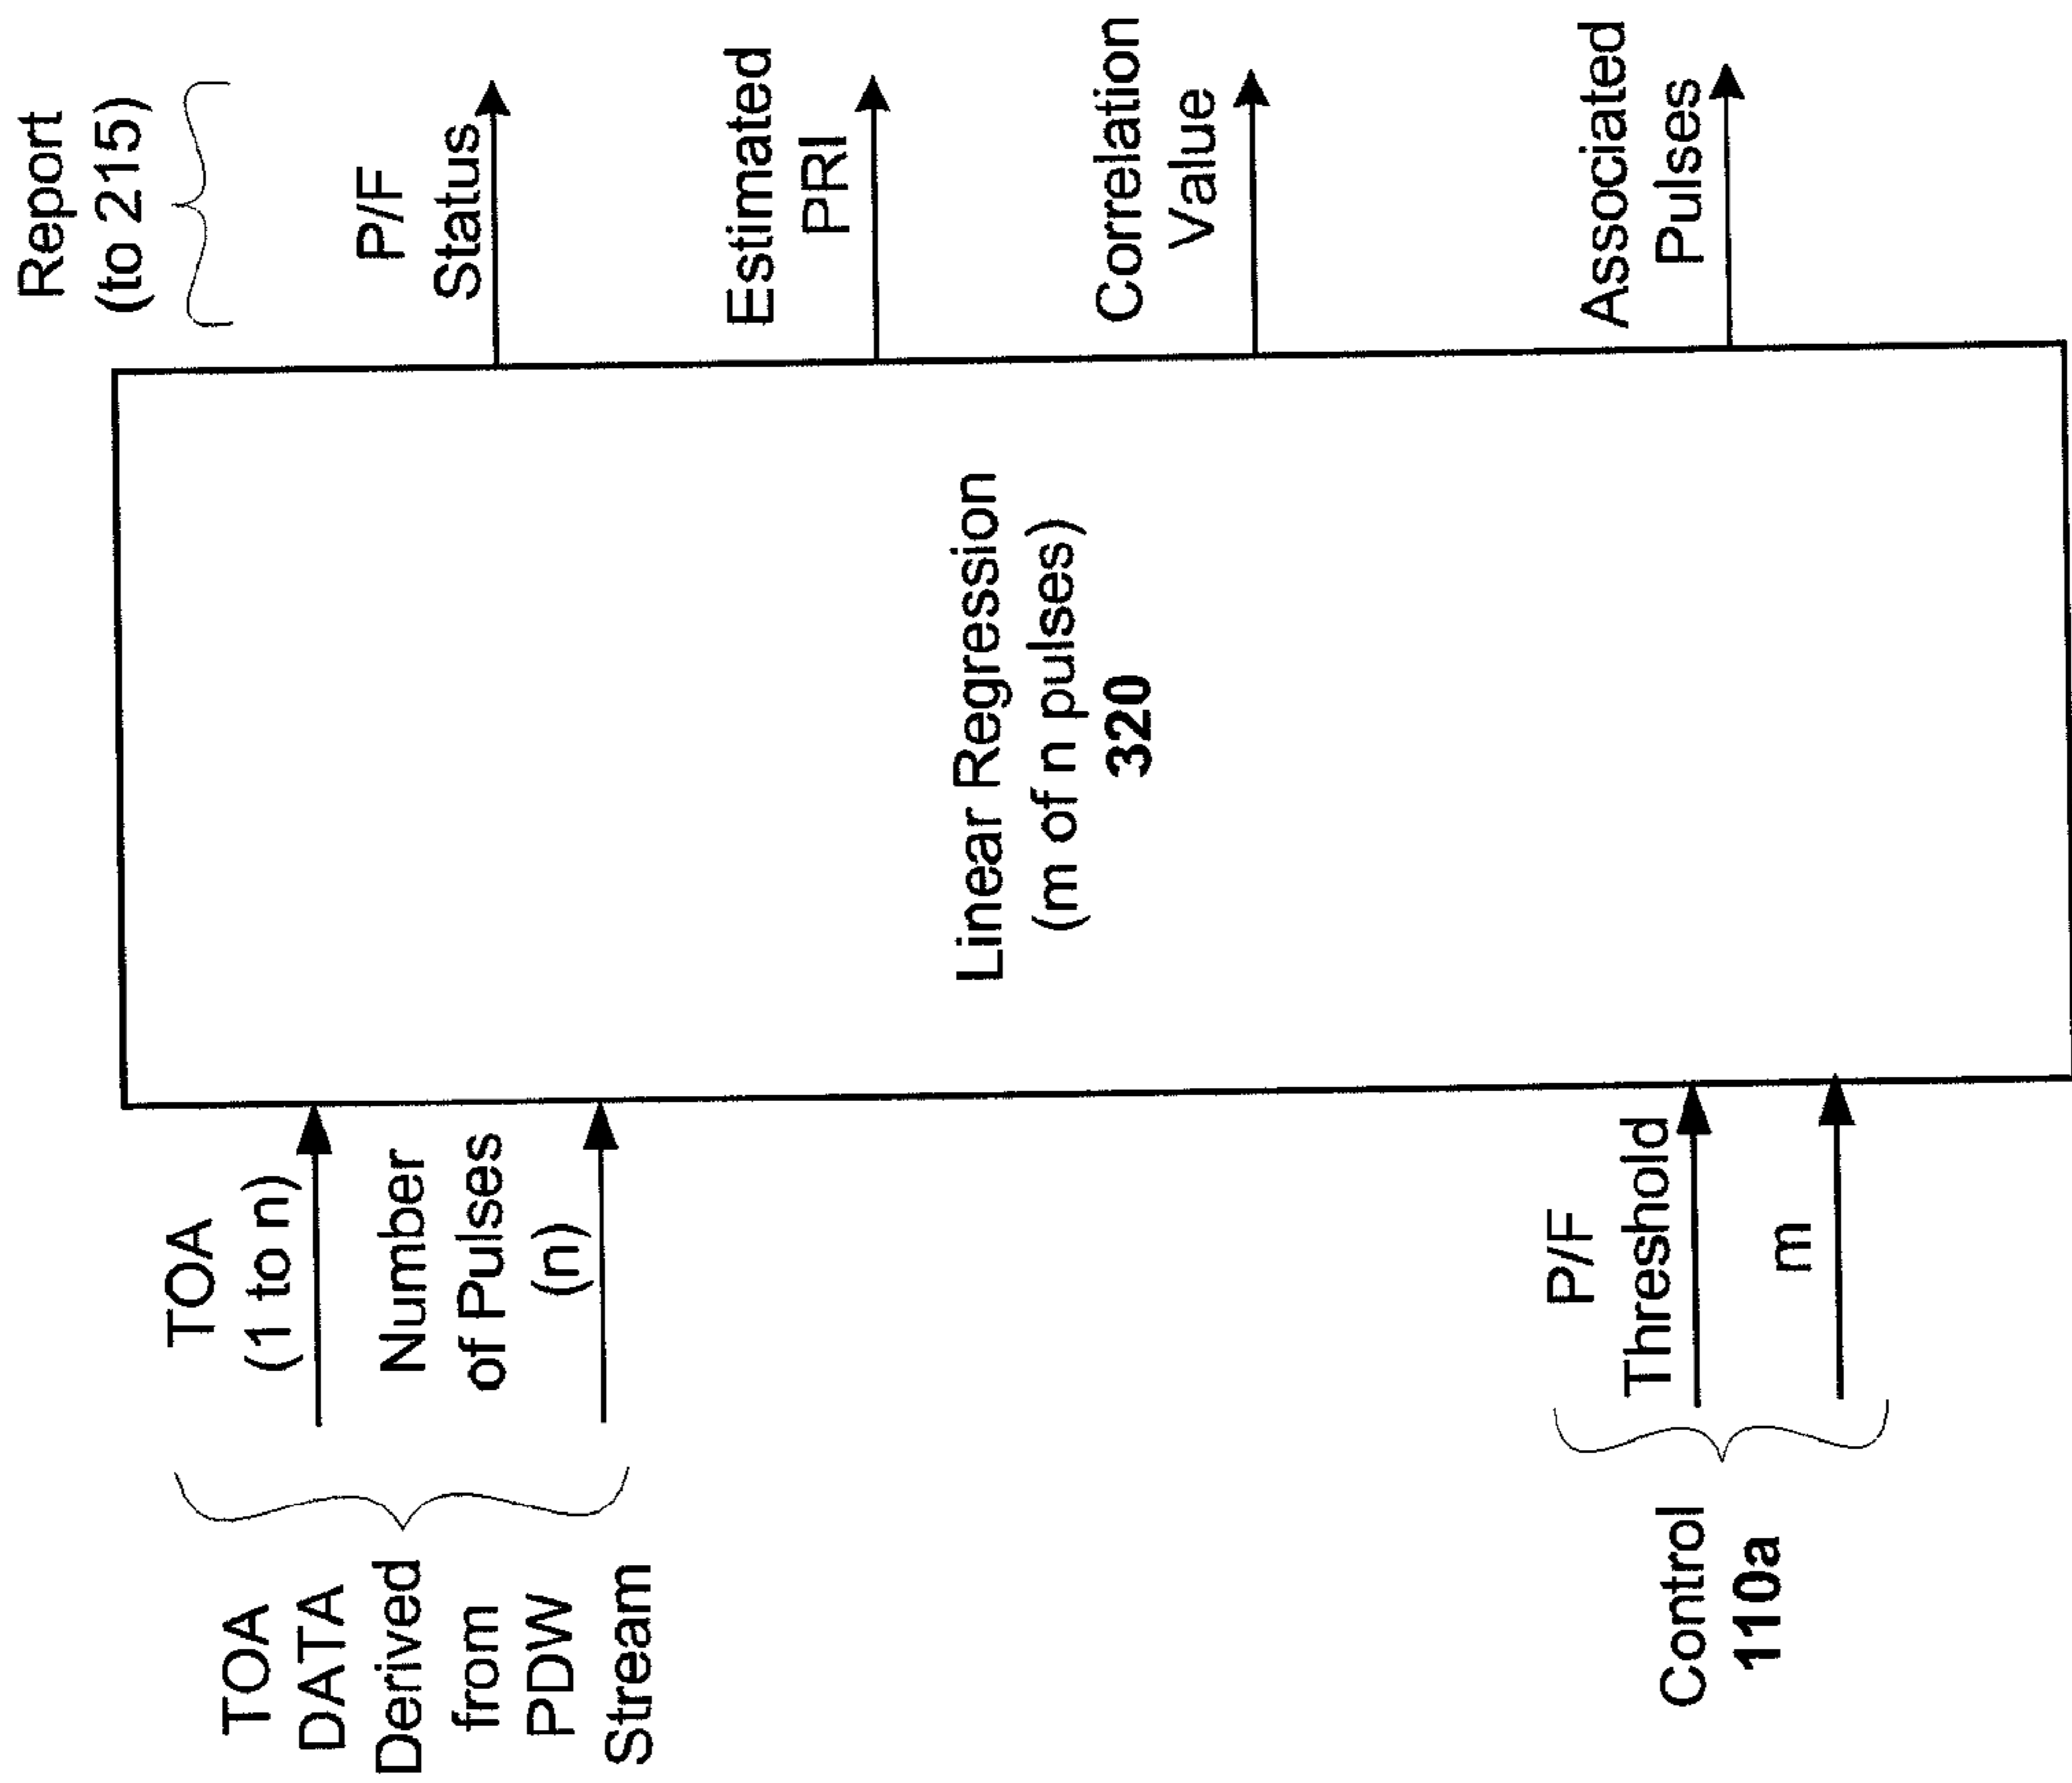 TOA
DATA
Derived
from
PDW
Stream
TOA
(1 to n)
Number
of Pulses
(n)
Control
110a
P/F
Threshold
m
Linear Regression
(m of n pulses)
320
Report
(to 215)
P/F
Status
Estimated
PRI
Correlation
Value
Associated
Pulses